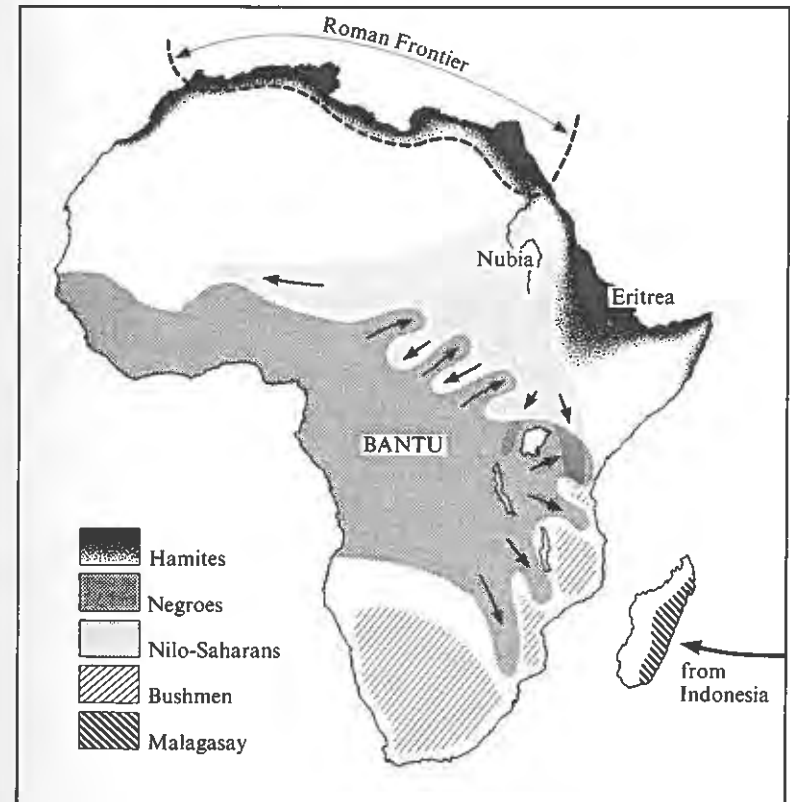 Roman Frontier
Nubia
Eritrea
BANTU
Hamites
Negroes
Nilo-Saharans
Bushmen
Malagasay
from
Indonesia